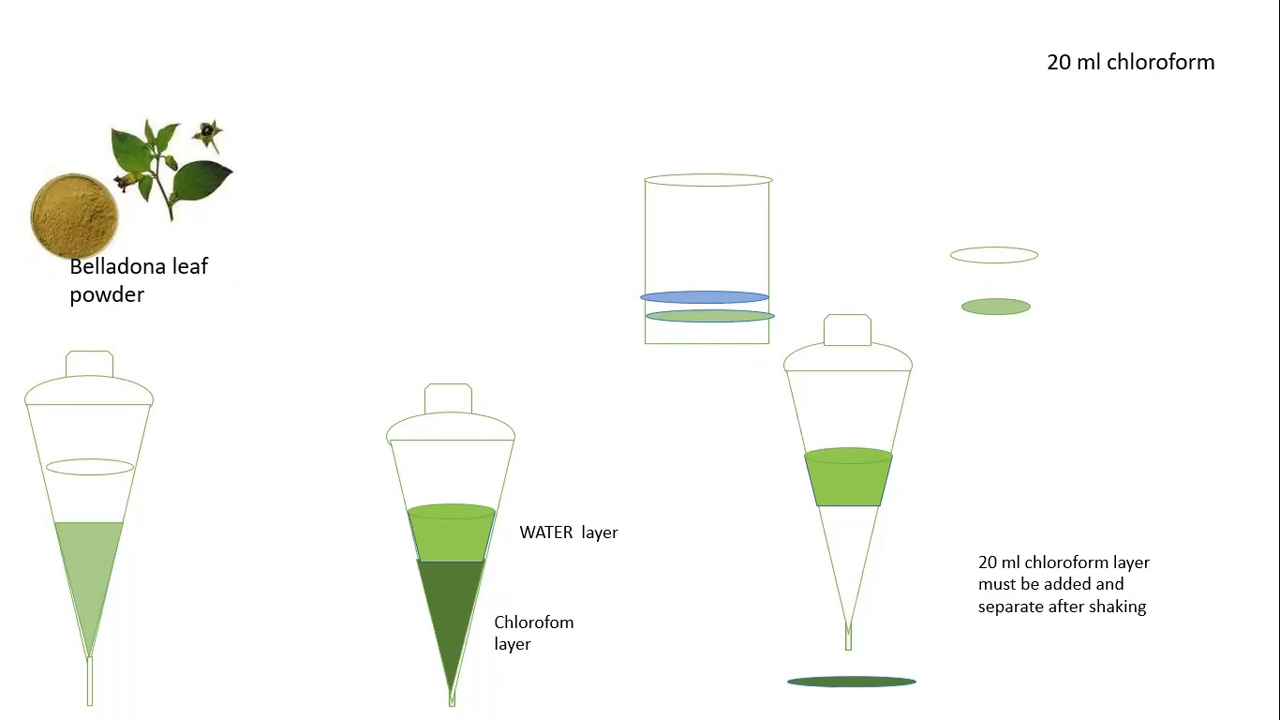 20 ml chloroform
Belladona leaf
powder
WATER  layer
Chlorofom
layer
20 ml chloroform layer
must be added and
separate after shaking